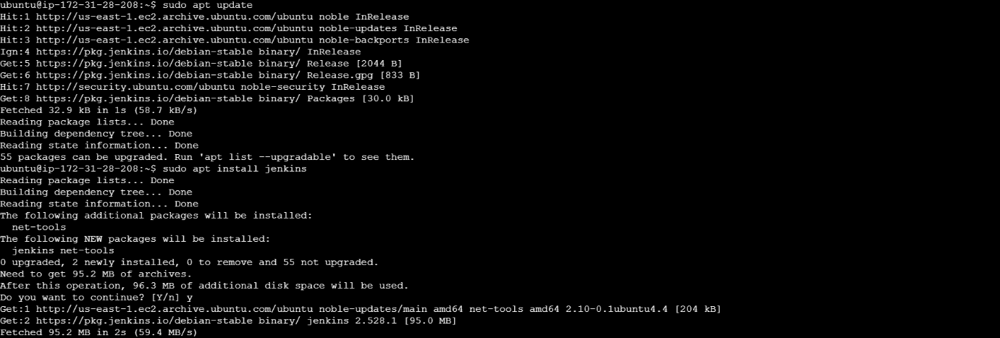 ubuntu@ip-172-31-28-208:~$ sudo apt update
Hit:1 http://us-east-1.ec2.archive.ubuntu.com/ubuntu noble InRelease
Hit:2 http://us-east-1.ec2.archive.ubuntu.com/ubuntu noble-updates InRelease
Hit:3 http://us-east-1.ec2.archive.ubuntu.com/ubuntu noble-backports InRelease
Ign:4 https://pkg.jenkins.io/debian-stable binary/ InRelease
Get:5 https://pkg.jenkins.io/debian-stable binary/ Release [2044 B]
Get:6 https://pkg.jenkins.io/debian-stable binary/ Release.gpg [833 B]
Hit:7 http://security.ubuntu.com/ubuntu noble-security InRelease
Get:8 https://pkg.jenkins.io/debian-stable binary/ Packages [30.0 kB]
Fetched 32.9 kB in 1s (58.7 kB/s)
Reading package lists... Done
Building dependency tree... Done
Reading state information... Done
55 packages can be upgraded. Run 'apt list --upgradable' to see them.
ubuntu@ip-172-31-28-208:~$ sudo apt install jenkins
Reading package lists... Done
Building dependency tree... Done
Reading state information... Done
The following additional packages will be installed:
  net-tools
The following NEW packages will be installed:
  jenkins net-tools
0 upgraded, 2 newly installed, 0 to remove and 55 not upgraded.
Need to get 95.2 MB of archives.
After this operation, 96.3 MB of additional disk space will be used.
Do you want to continue? [Y/n] y
Get:1 http://us-east-1.ec2.archive.ubuntu.com/ubuntu noble-updates/main amd64 net-tools amd64 2.10-0.1ubuntu4.4 [204 kB]
Get:2 https://pkg.jenkins.io/debian-stable binary/ jenkins 2.528.1 [95.0 MB]
Fetched 95.2 MB in 2s (59.4 MB/s)